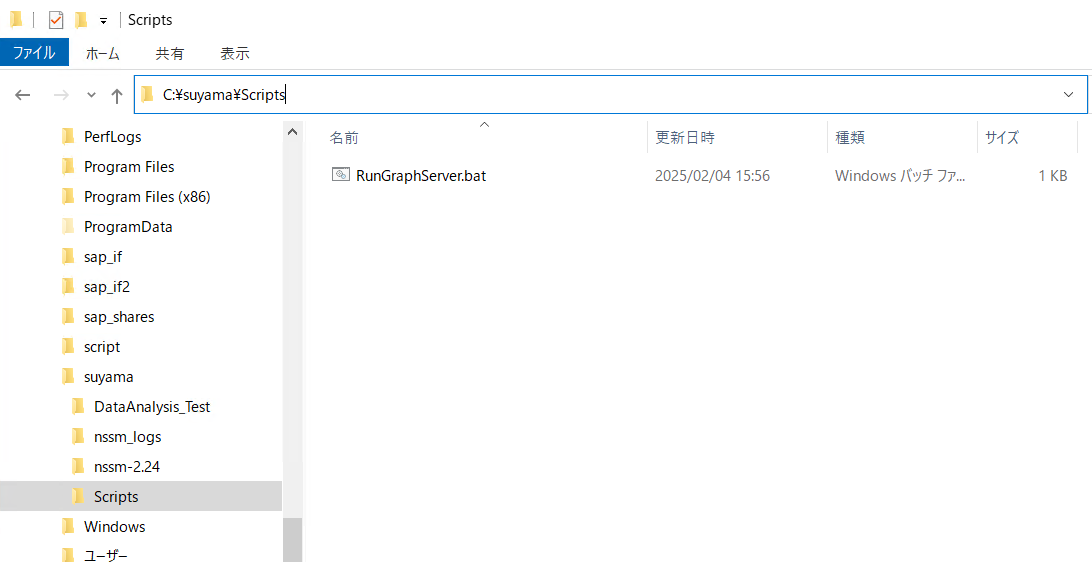 Scripts
ファイル ホーム 共有 表示
C:¥suyama¥Scripts
名前 更新日時 種類 サイズ
RunGraphServer.bat 2025/02/04 15:56 Windows バッチ ファ... 1 KB
PerfLogs
Program Files
Program Files (x86)
ProgramData
sap_if
sap_if2
sap_shares
script
suyama
DataAnalysis_Test
nssm_logs
nssm-2.24
Scripts
Windows
ユーザー